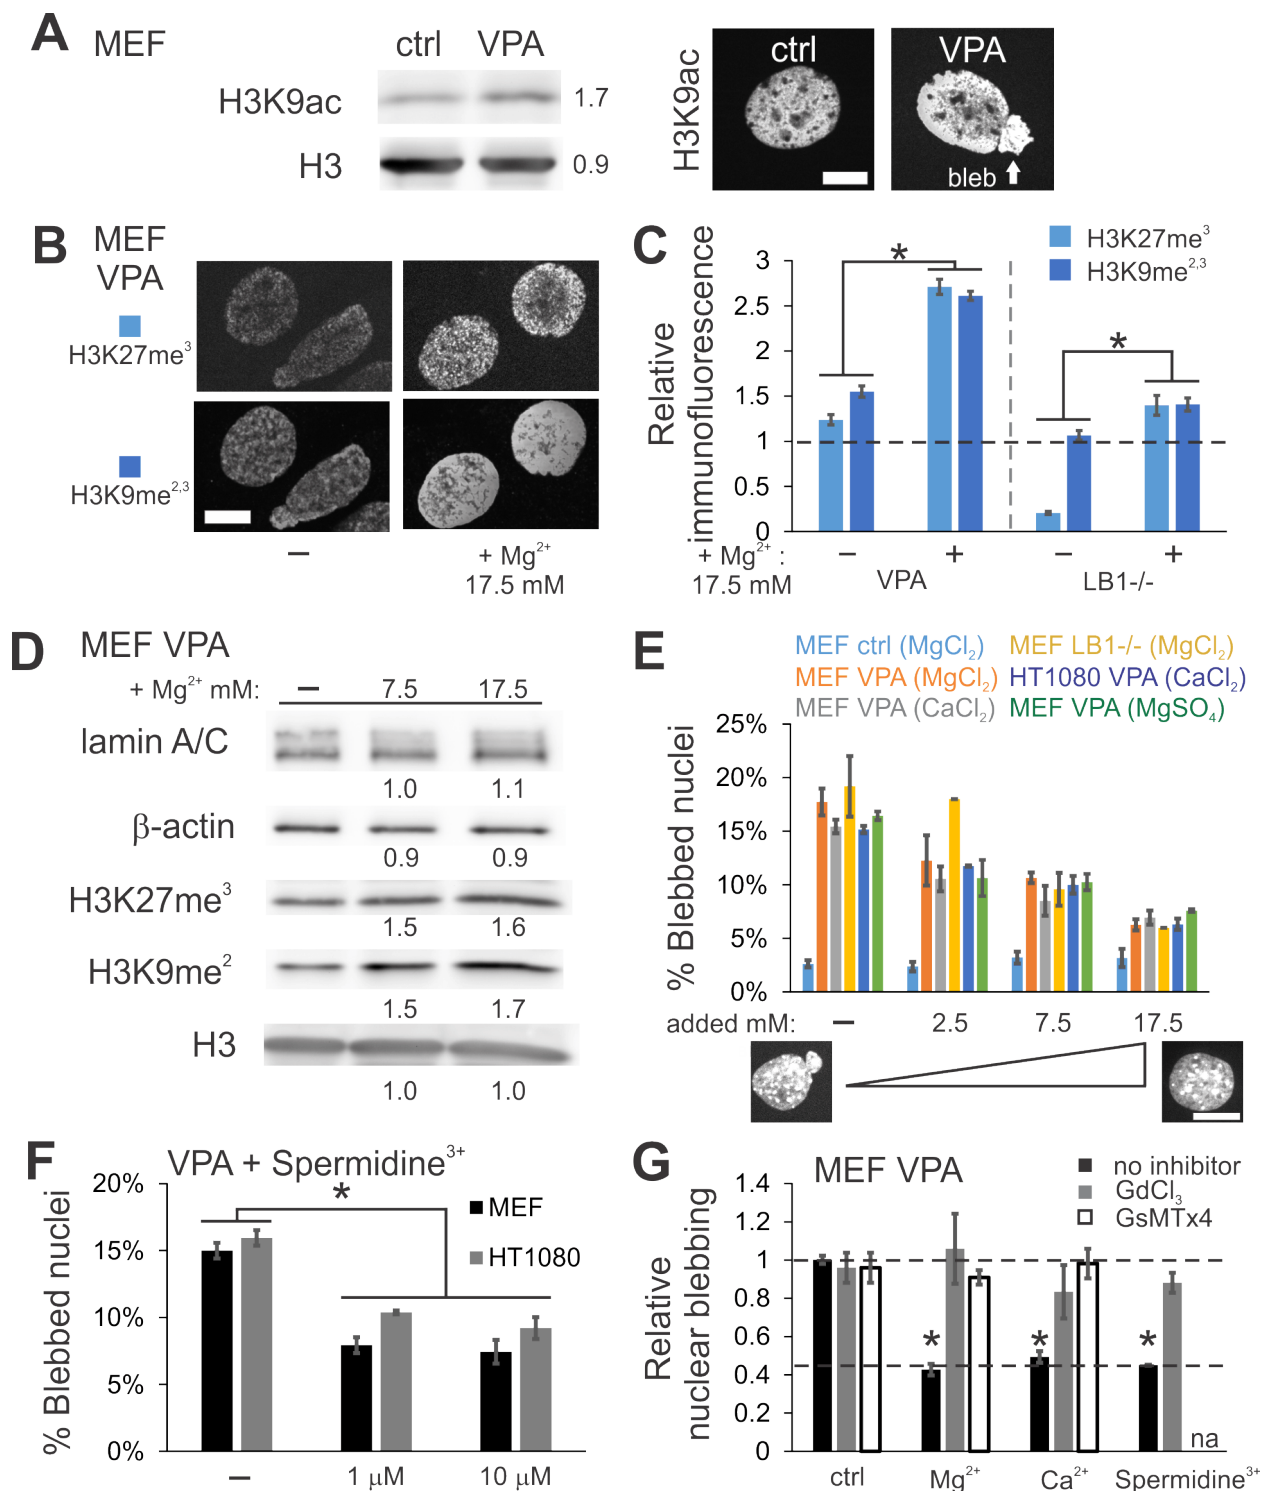 A MEF ctrl VPA
H3K9ac 1.7
H3 0.9
H3K9ac
ctrl VPA
bleb
B MEF
VPA
H3K27me³
H3K9me²,³
– + Mg²⁺
17.5 mM
C
H3K27me³
H3K9me²,³
Relative
immunofluorescence
3
2.5
2
1.5
1
0.5
0
* *
+ Mg²⁺ : – + – +
17.5 mM VPA LB1-/-
D MEF VPA
+ Mg²⁺ mM: – 7.5 17.5
lamin A/C
1.0 1.1
β-actin
0.9 0.9
H3K27me³
1.5 1.6
H3K9me²
1.5 1.7
H3
1.0 1.0
E
MEF ctrl (MgCl₂) MEF LB1-/- (MgCl₂)
MEF VPA (MgCl₂) HT1080 VPA (CaCl₂)
MEF VPA (CaCl₂) MEF VPA (MgSO₄)
% Blebbed nuclei
25%
20%
15%
10%
5%
0%
added mM: – 2.5 7.5 17.5
F VPA + Spermidine³⁺
% Blebbed nuclei
20%
15%
10%
5%
0%
*
MEF
HT1080
– 1 µM 10 µM
G MEF VPA
no inhibitor
GdCl₃
GsMTx4
Relative
nuclear blebbing
1.4
1.2
1
0.8
0.6
0.4
0.2
0
* * *
na
ctrl Mg²⁺ Ca²⁺ Spermidine³⁺